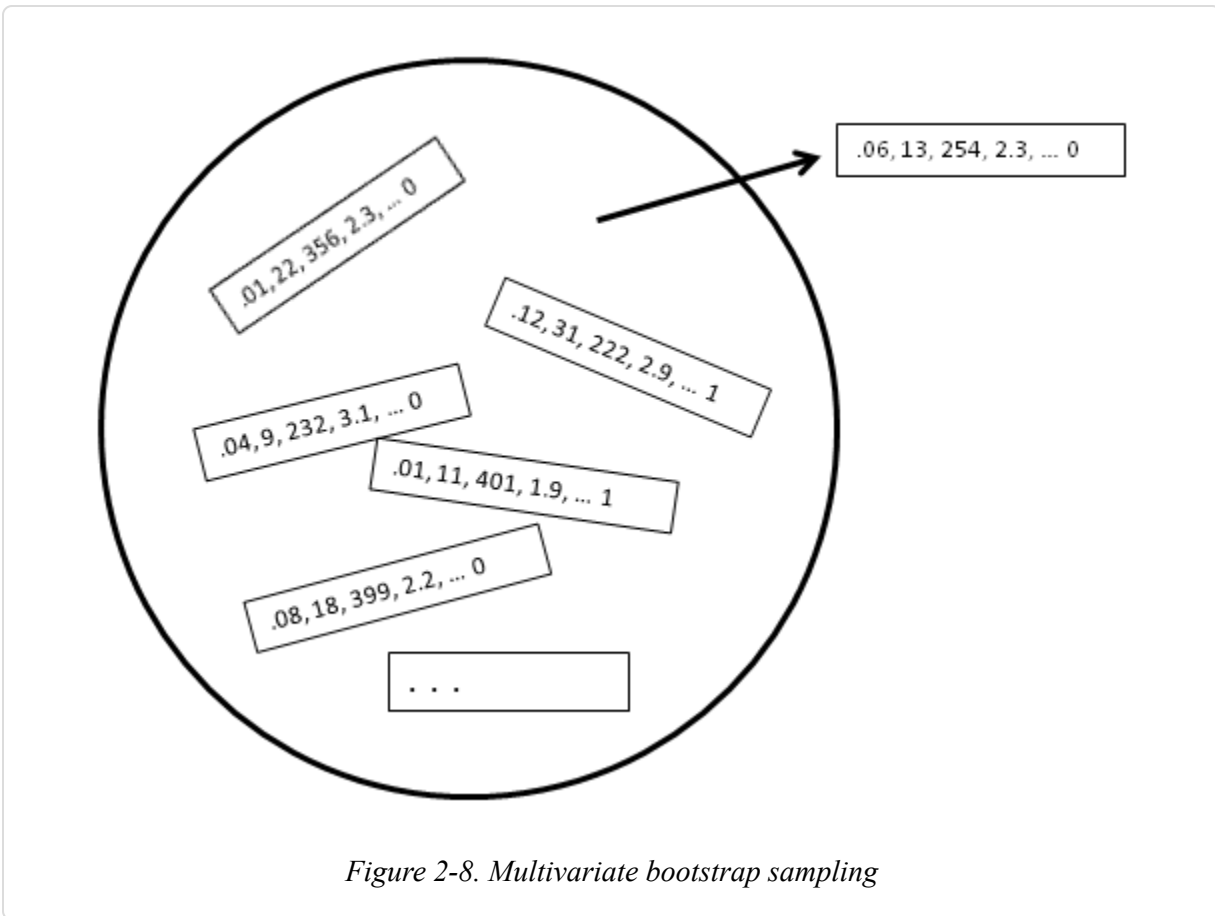 .06, 13, 254, 2.3, ... 0
.01, 22, 356, 2.3, ... 0
.12, 31, 222, 2.9, ... 1
.04, 9, 232, 3.1, ... 0
.01, 11, 401, 1.9, ... 1
.08, 18, 399, 2.2, ... 0
. . .
Figure 2-8. Multivariate bootstrap sampling